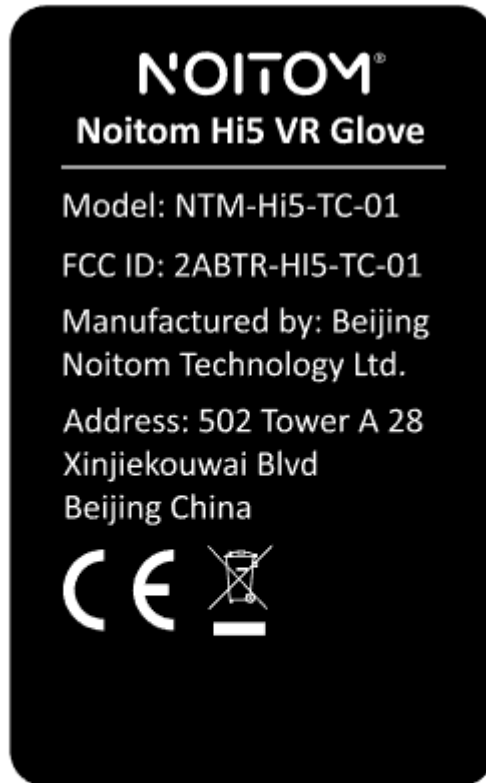 NOITOM®
Noitom Hi5 VR Glove
Model: NTM-Hi5-TC-01
FCC ID: 2ABTR-HI5-TC-01
Manufactured by: Beijing
Noitom Technology Ltd.
Address: 502 Tower A 28
Xinjiekouwai Blvd
Beijing China
CE